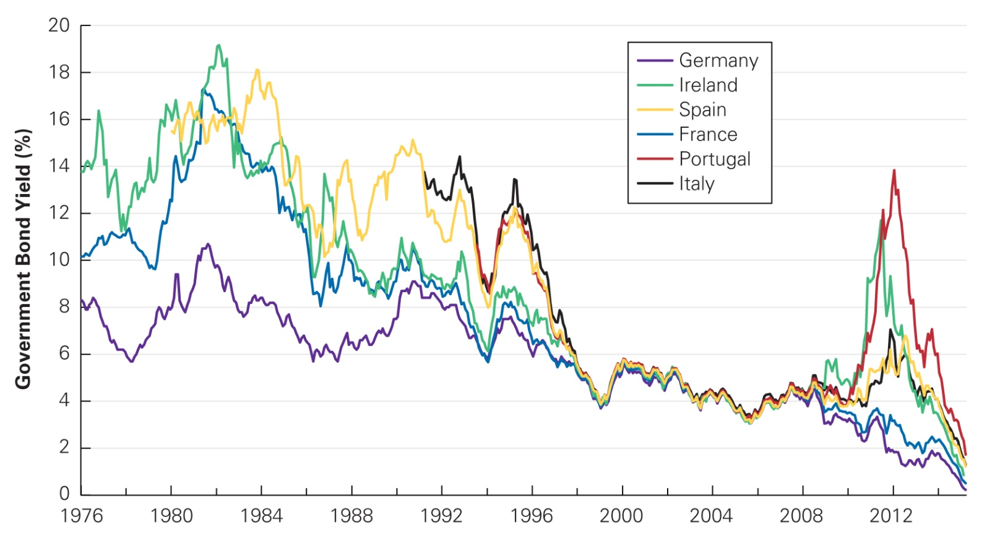 Government Bond Yield (%)
20
18
16
14
12
10
8
6
4
2
0
1976 1980 1984 1988 1992 1996 2000 2004 2008 2012
Germany
Ireland
Spain
France
Portugal
Italy